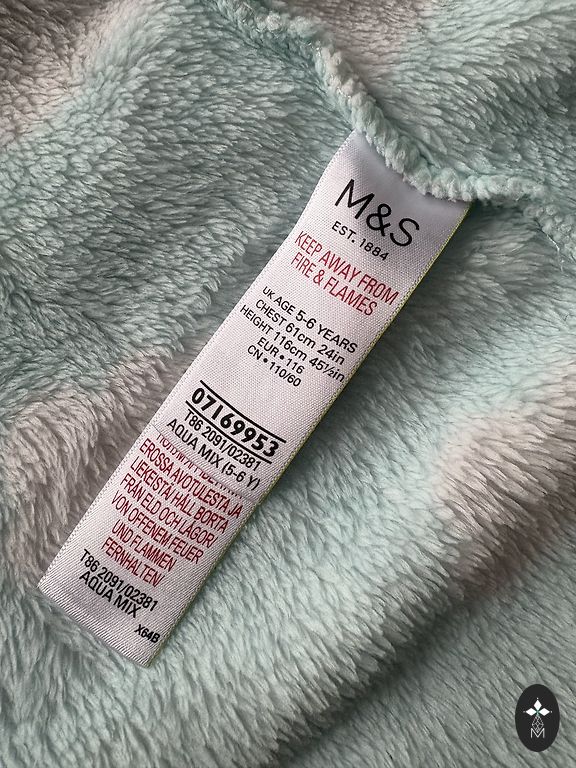 M&S
EST. 1884
KEEP AWAY FROM
FIRE & FLAMES
UK AGE 5-6 YEARS
CHEST 61cm 24in
HEIGHT 116cm 45½in
EUR • 116
CN • 110/60
07169953
T86 2091/02381
AQUA MIX (5-6 Y)
EROSSA AVOTULESTA JA
LIEKEISTÄ/ HÅLL BORTA
FRÅN ELD OCH LÅGOR/
VON OFFENEM FEUER
UND FLAMMEN
FERNHALTEN/
T86 2091/02381
AQUA MIX
X64B
M